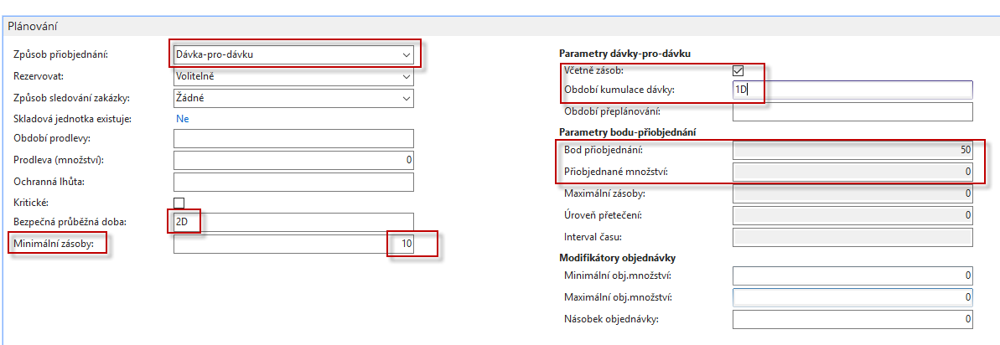 Plánování
Způsob přiobjednání: Dávka-pro-dávku
Rezervovat: Volitelně
Způsob sledování zakázky: Žádné
Skladová jednotka existuje: Ne
Období prodlevy:
Prodleva (množství): 0
Ochranná lhůta:
Kritické:
Bezpečná průběžná doba: 2D
Minimální zásoby: 10
Parametry dávky-pro-dávku
Včetně zásob:
Období kumulace dávky: 1D
Období přeplánování:
Parametry bodu-přiobjednání
Bod přiobjednání: 50
Přiobjednané množství: 0
Maximální zásoby: 0
Úroveň přetečení: 0
Interval času:
Modifikátory objednávky
Minimální obj.množství: 0
Maximální obj.množství: 0
Násobek objednávky: 0